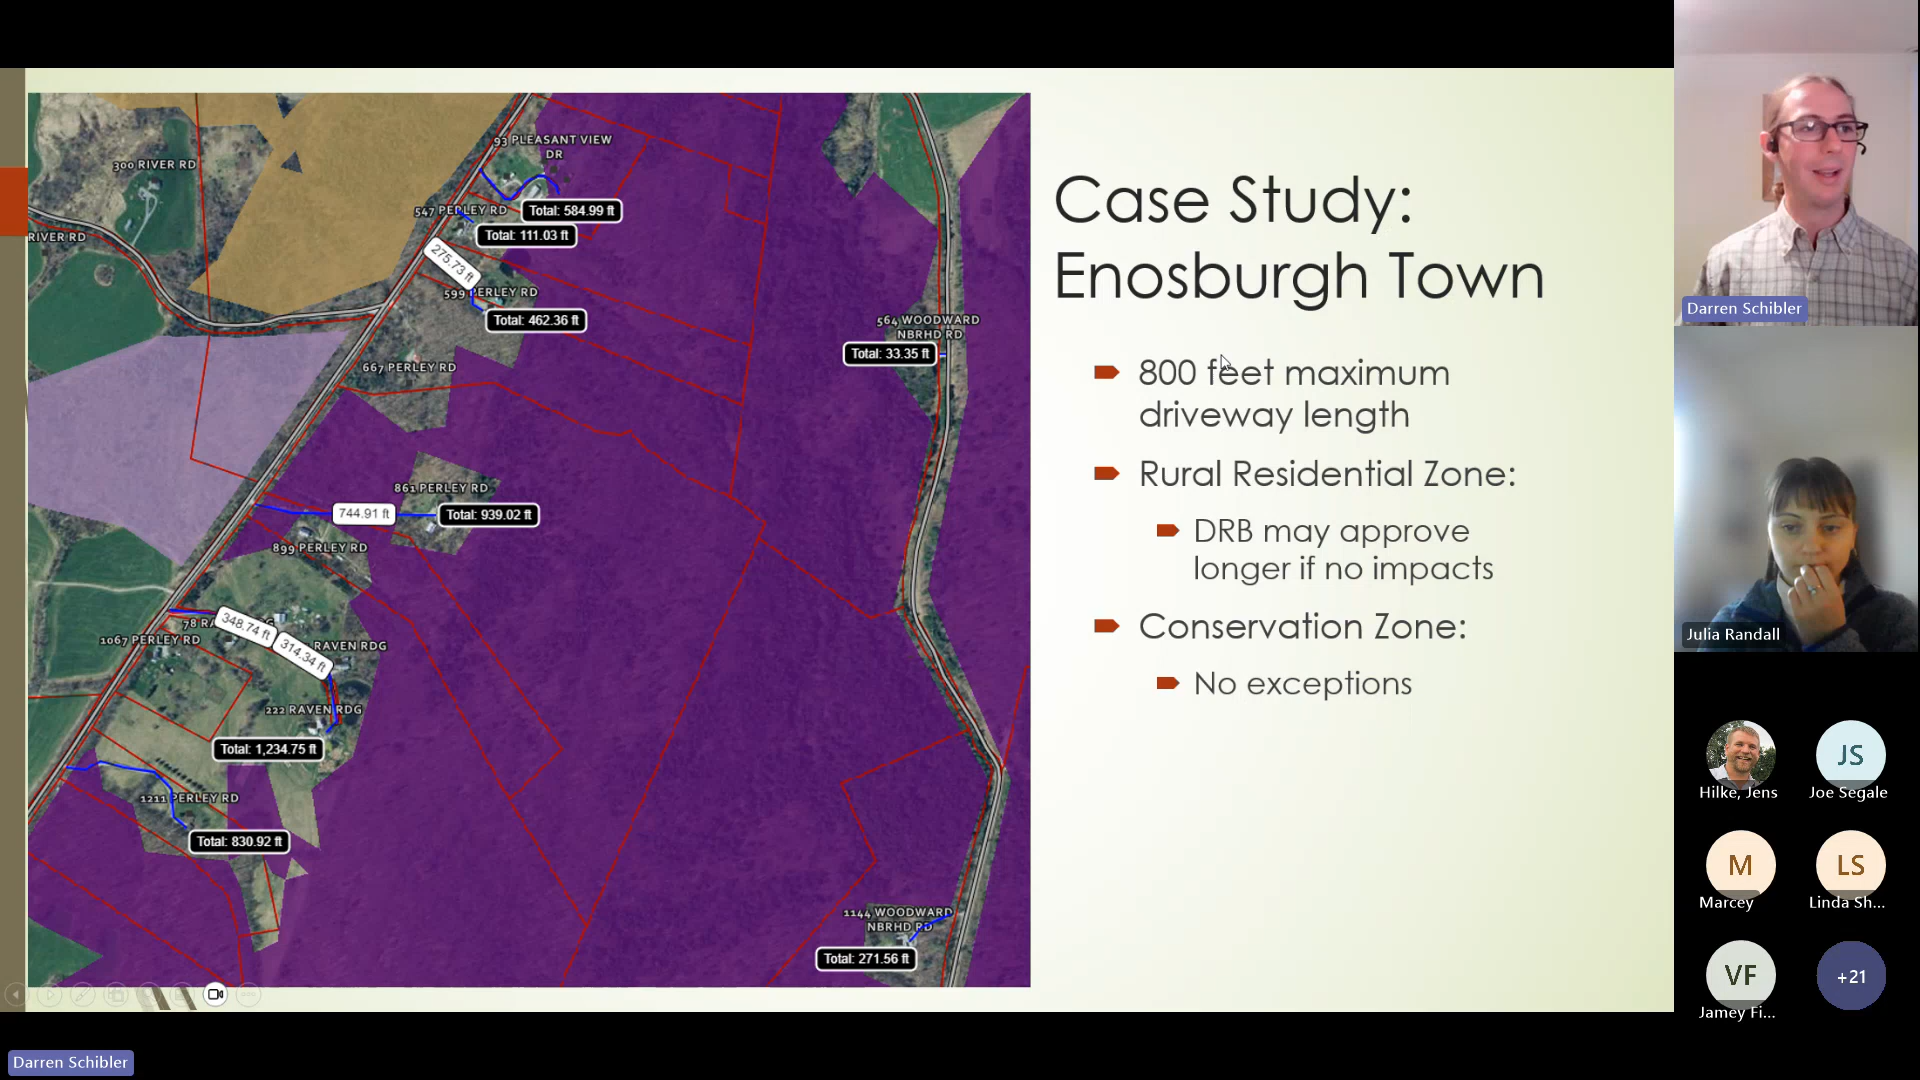 300 RIVER RD
RIVER RD
93 PLEASANT VIEW
DR
547 PERLEY RD
Total: 584.99 ft
Total: 111.03 ft
275.73 ft
599 PERLEY RD
Total: 462.36 ft
667 PERLEY RD
564 WOODWARD
NBRHD RD
Total: 33.35 ft
861 PERLEY RD
744.91 ft
Total: 939.02 ft
899 PERLEY RD
78 RA
348.74 ft
1067 PERLEY RD
314.34 ft
RAVEN RDG
222 RAVEN RDG
Total: 1,234.75 ft
1211 PERLEY RD
Total: 830.92 ft
1144 WOODWARD
NBRHD RD
Total: 271.56 ft
Case Study:
Enosburgh Town
800 feet maximum
driveway length
Rural Residential Zone:
DRB may approve
longer if no impacts
Conservation Zone:
No exceptions
Darren Schibler
Julia Randall
Hilke, Jens
JS
Joe Segale
M
Marcey
LS
Linda Sh...
VF
Jamey Fi...
+21
Darren Schibler